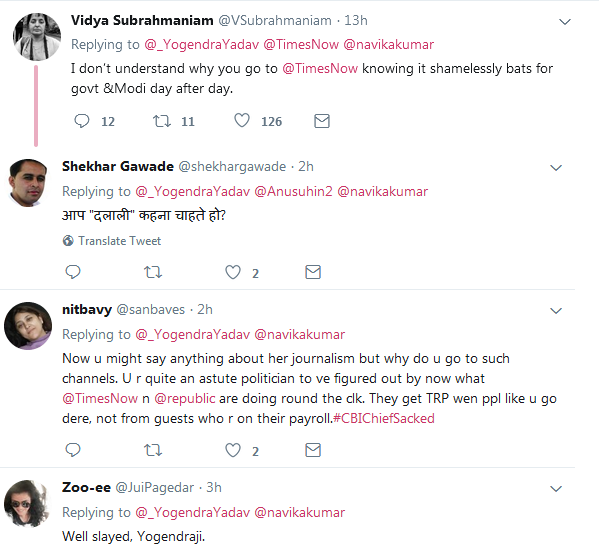 Vidya Subrahmaniam @VSubrahmaniam · 13h
Replying to @_YogendraYadav @TimesNow @navikakumar
I don't understand why you go to @TimesNow knowing it shamelessly bats for
govt &Modi day after day.
12 11 126
Shekhar Gawade @shekhargawade · 2h
Replying to @_YogendraYadav @Anusuhin2 @navikakumar
आप "दलाली" कहना चाहते हो?
Translate Tweet
2
nitbavy @sanbaves · 2h
Replying to @_YogendraYadav @navikakumar
Now u might say anything about her journalism but why do u go to such
channels. U r quite an astute politician to ve figured out by now what
@TimesNow n @republic are doing round the clk. They get TRP wen ppl like u go
dere, not from guests who r on their payroll.#CBIChiefSacked
2
Zoo-ee @JuiPagedar · 3h
Replying to @_YogendraYadav @navikakumar
Well slayed, Yogendraji.